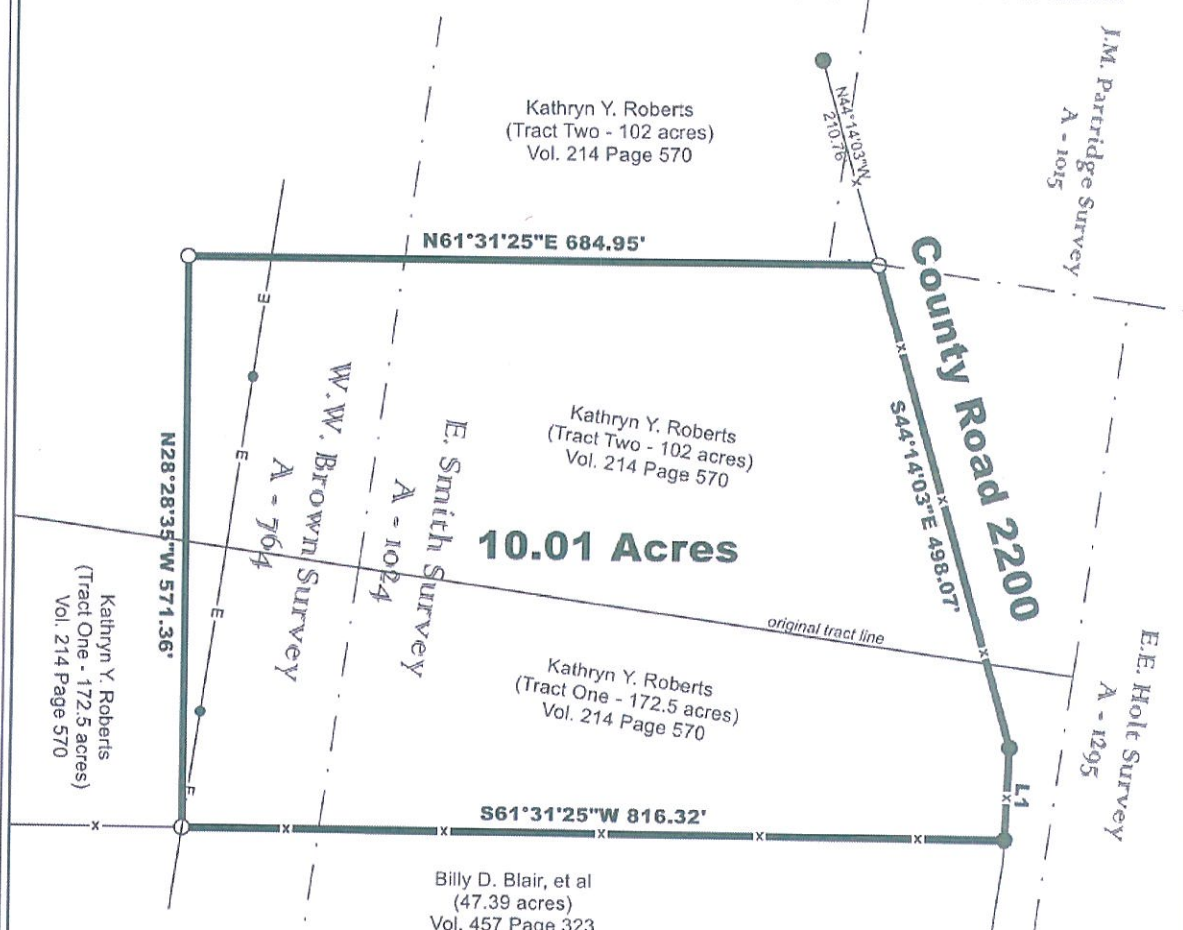 J.M. Partridge Survey
A - 1015
Kathryn Y. Roberts
(Tract Two - 102 acres)
Vol. 214 Page 570
N44°14'03"W
210.76'
N61°31'25"E 684.95'
County Road 2200
S44°14'03"E 498.07'
Kathryn Y. Roberts
(Tract Two - 102 acres)
Vol. 214 Page 570
W.W. Brown Survey
A - 764
E. Smith Survey
A - 1024
10.01 Acres
N28°28'35"W 571.36'
original tract line
Kathryn Y. Roberts
(Tract One - 172.5 acres)
Vol. 214 Page 570
Kathryn Y. Roberts
(Tract One - 172.5 acres)
Vol. 214 Page 570
E.E. Holt Survey
A - 1295
L1
S61°31'25"W 816.32'
Billy D. Blair, et al
(47.39 acres)
Vol. 457 Page 323